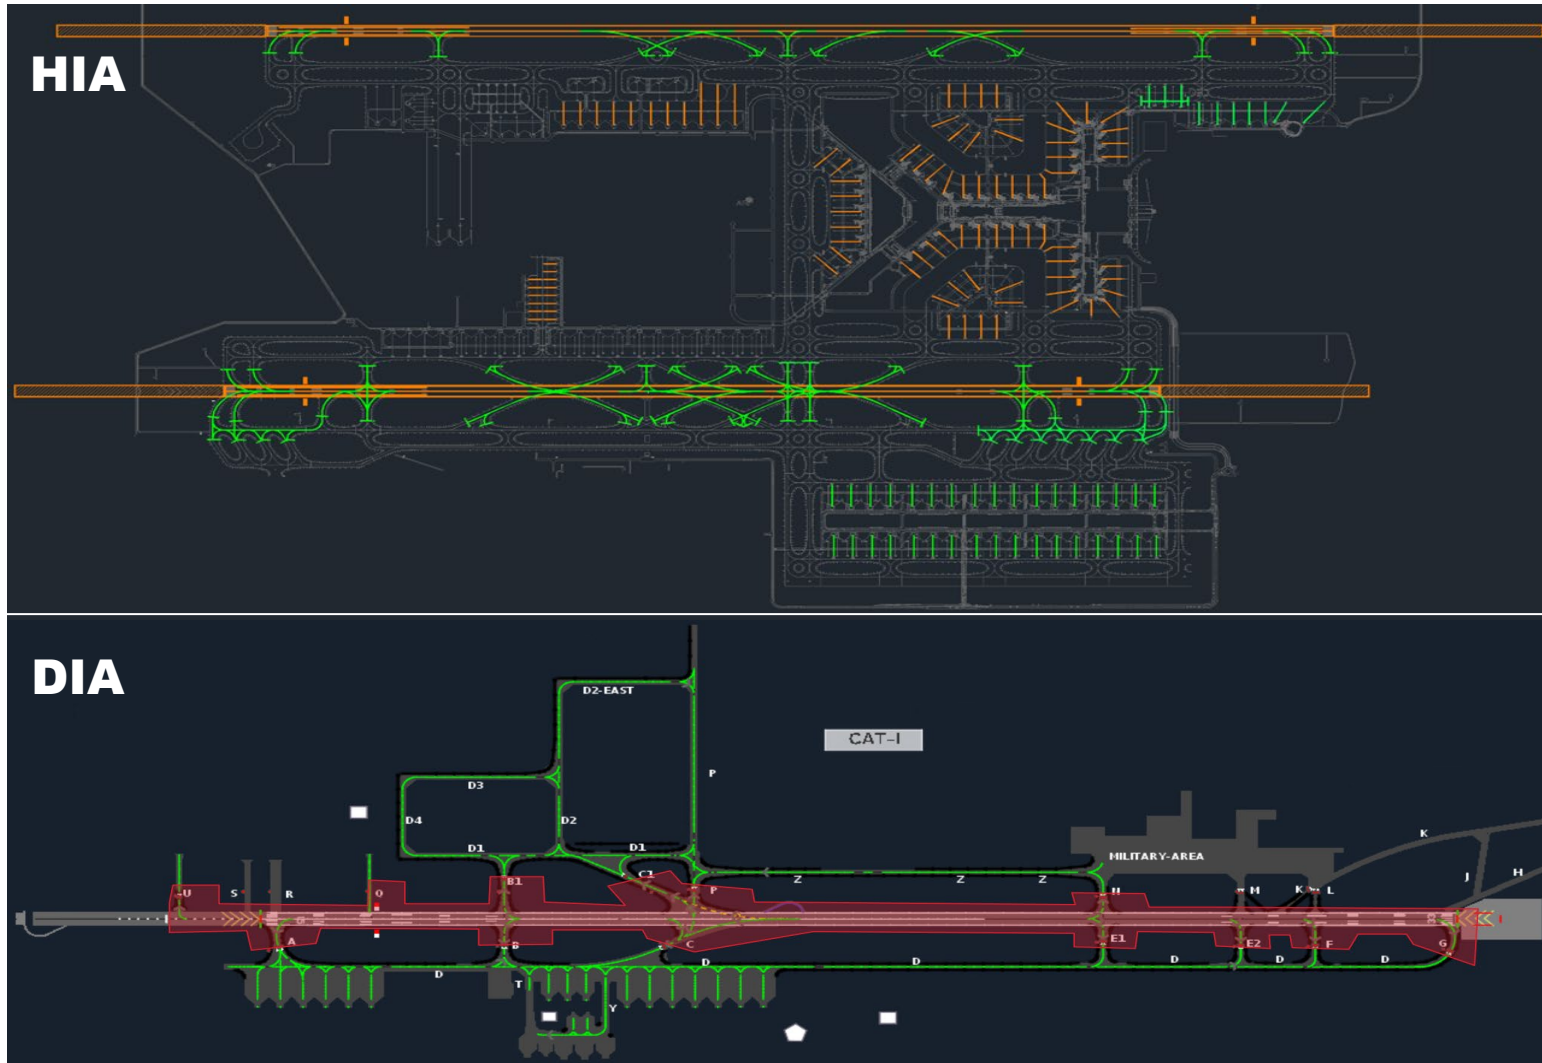 HIA
DIA
D2-EAST
CAT-I
P
D3
D4
D2
D1
D1
K
MILITARY-AREA
C1
Z
Z
Z
J
H
B1
U
S
R
Q
P
H
M
K
L
A
B
C
E1
E2
F
G
D
D
D
D
D
D
T
Y